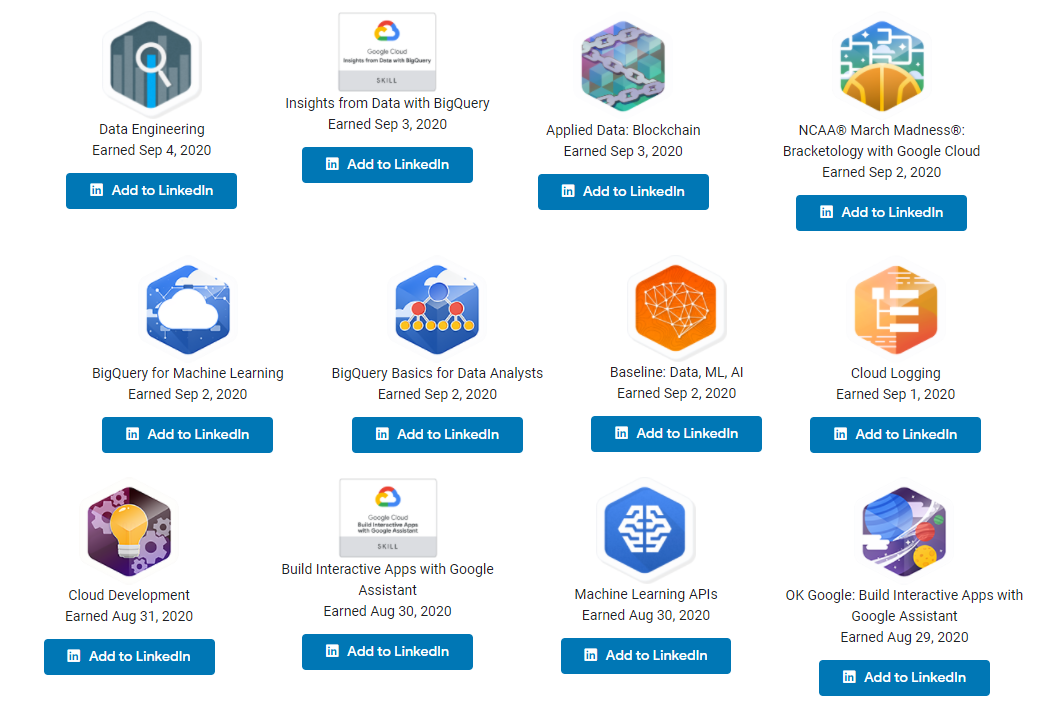 Google Cloud
Insights from Data with BigQuery
SKILL
Data Engineering
Earned Sep 4, 2020
Add to LinkedIn
Insights from Data with BigQuery
Earned Sep 3, 2020
Add to LinkedIn
Applied Data: Blockchain
Earned Sep 3, 2020
Add to LinkedIn
NCAA® March Madness®:
Bracketology with Google Cloud
Earned Sep 2, 2020
Add to LinkedIn
BigQuery for Machine Learning
Earned Sep 2, 2020
Add to LinkedIn
BigQuery Basics for Data Analysts
Earned Sep 2, 2020
Add to LinkedIn
Baseline: Data, ML, AI
Earned Sep 2, 2020
Add to LinkedIn
Cloud Logging
Earned Sep 1, 2020
Add to LinkedIn
Cloud Development
Earned Aug 31, 2020
Add to LinkedIn
Google Cloud
Build Interactive Apps
with Google Assistant
SKILL
Build Interactive Apps with Google
Assistant
Earned Aug 30, 2020
Add to LinkedIn
Machine Learning APIs
Earned Aug 30, 2020
Add to LinkedIn
OK Google: Build Interactive Apps with
Google Assistant
Earned Aug 29, 2020
Add to LinkedIn